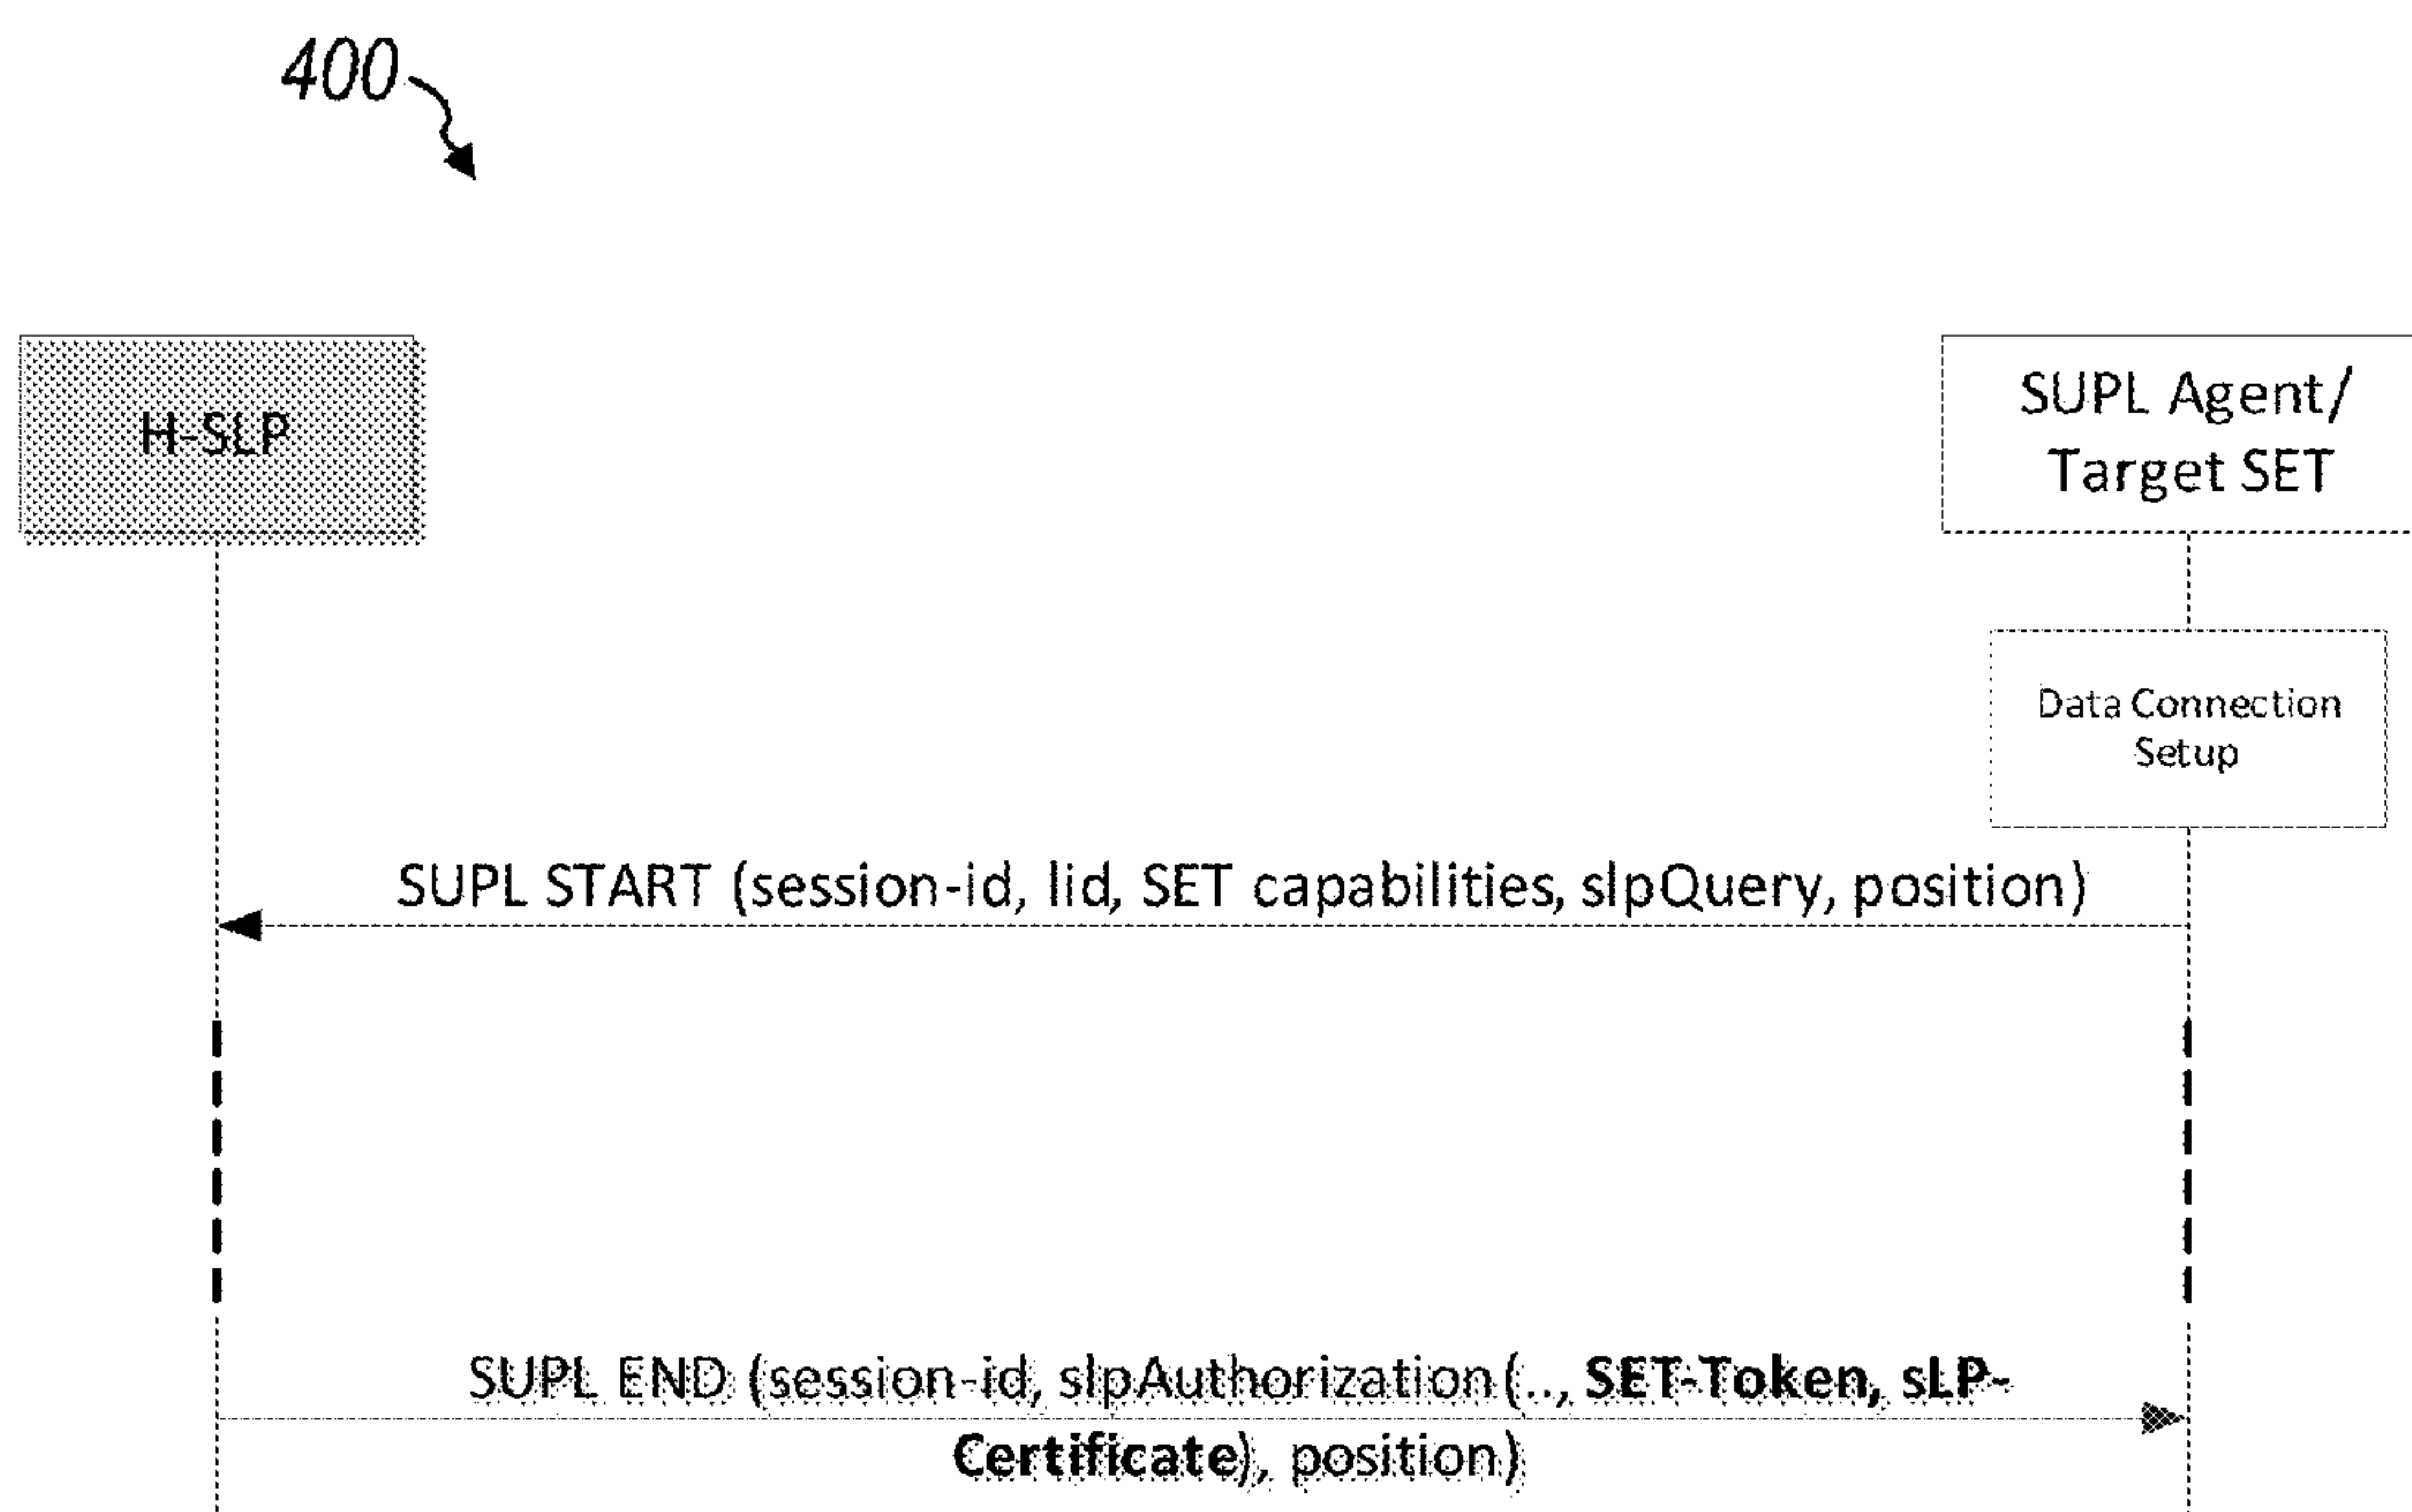 400
H-SLP
SUPL Agent/
Target SET
Data Connection
Setup
SUPL START (session-id, lid, SET capabilities, slpQuery, position)
SUPL END (session-id, slpAuthorization(.., SET-Token, sLP-
Certificate), position)